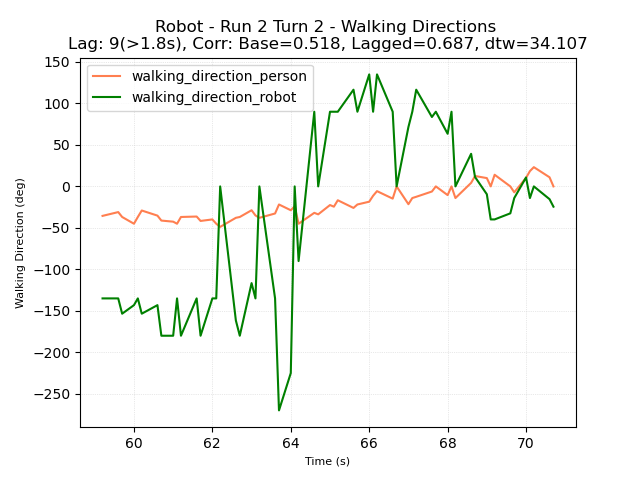 Robot - Run 2 Turn 2 - Walking Directions
Lag: 9(>1.8s), Corr: Base=0.518, Lagged=0.687, dtw=34.107
walking_direction_person
walking_direction_robot
Walking Direction (deg)
150
100
50
0
−50
−100
−150
−200
−250
60 62 64 66 68 70
Time (s)